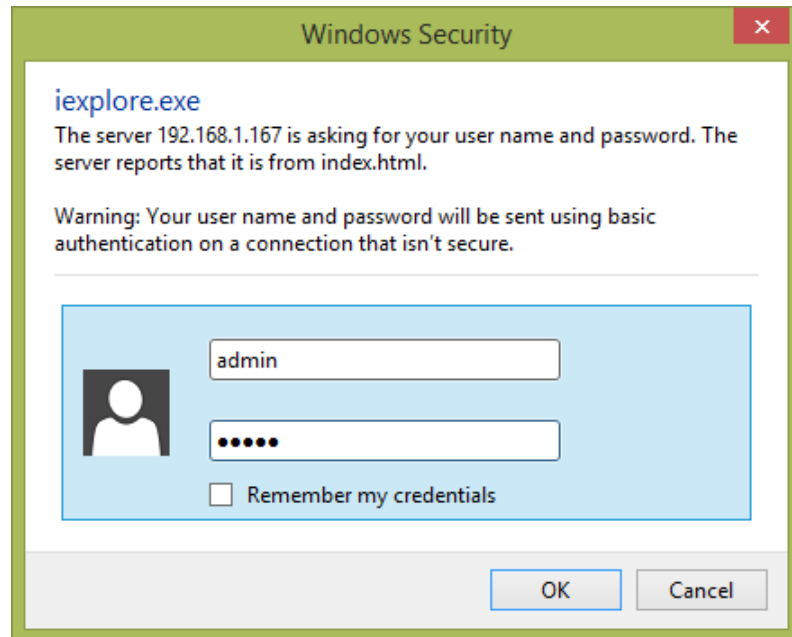 Windows Security
iexplore.exe
The server 192.168.1.167 is asking for your user name and password. The
server reports that it is from index.html.
Warning: Your user name and password will be sent using basic
authentication on a connection that isn't secure.
admin
•••••
Remember my credentials
OK
Cancel